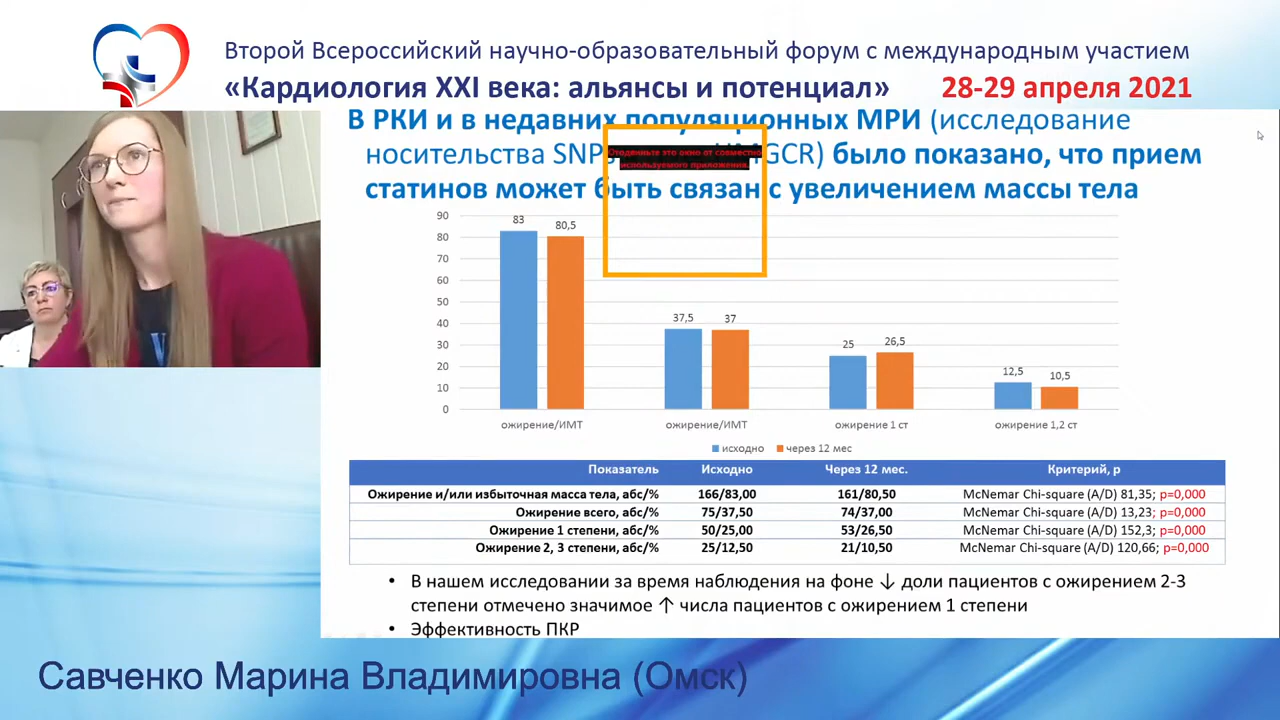 Второй Всероссийский научно-образовательный форум с международным участием
«Кардиология XXI века: альянсы и потенциал» 28-29 апреля 2021
В РКИ и в недавних популяционных МРИ (исследование
носительства SNPs MGCR) было показано, что прием
статинов может быть связан с увеличением массы тела
Отодвиньте это окно от совместно
используемого приложения.
90
80
70
60
50
40
30
20
10
0
83 80,5
37,5 37
25 26,5
12,5 10,5
ожирение/ИМТ ожирение/ИМТ ожирение 1 ст ожирение 1,2 ст
исходно через 12 мес
Показатель Исходно Через 12 мес. Критерий, p
Ожирение и/или избыточная масса тела, абс/% 166/83,00 161/80,50 McNemar Chi-square (A/D) 81,35; p=0,000
Ожирение всего, абс/% 75/37,50 74/37,00 McNemar Chi-square (A/D) 13,23; p=0,000
Ожирение 1 степени, абс/% 50/25,00 53/26,50 McNemar Chi-square (A/D) 152,3; p=0,000
Ожирение 2, 3 степени, абс/% 25/12,50 21/10,50 McNemar Chi-square (A/D) 120,66; p=0,000
• В нашем исследовании за время наблюдения на фоне ↓ доли пациентов с ожирением 2-3
степени отмечено значимое ↑ числа пациентов с ожирением 1 степени
• Эффективность ПКР
Савченко Марина Владимировна (Омск)